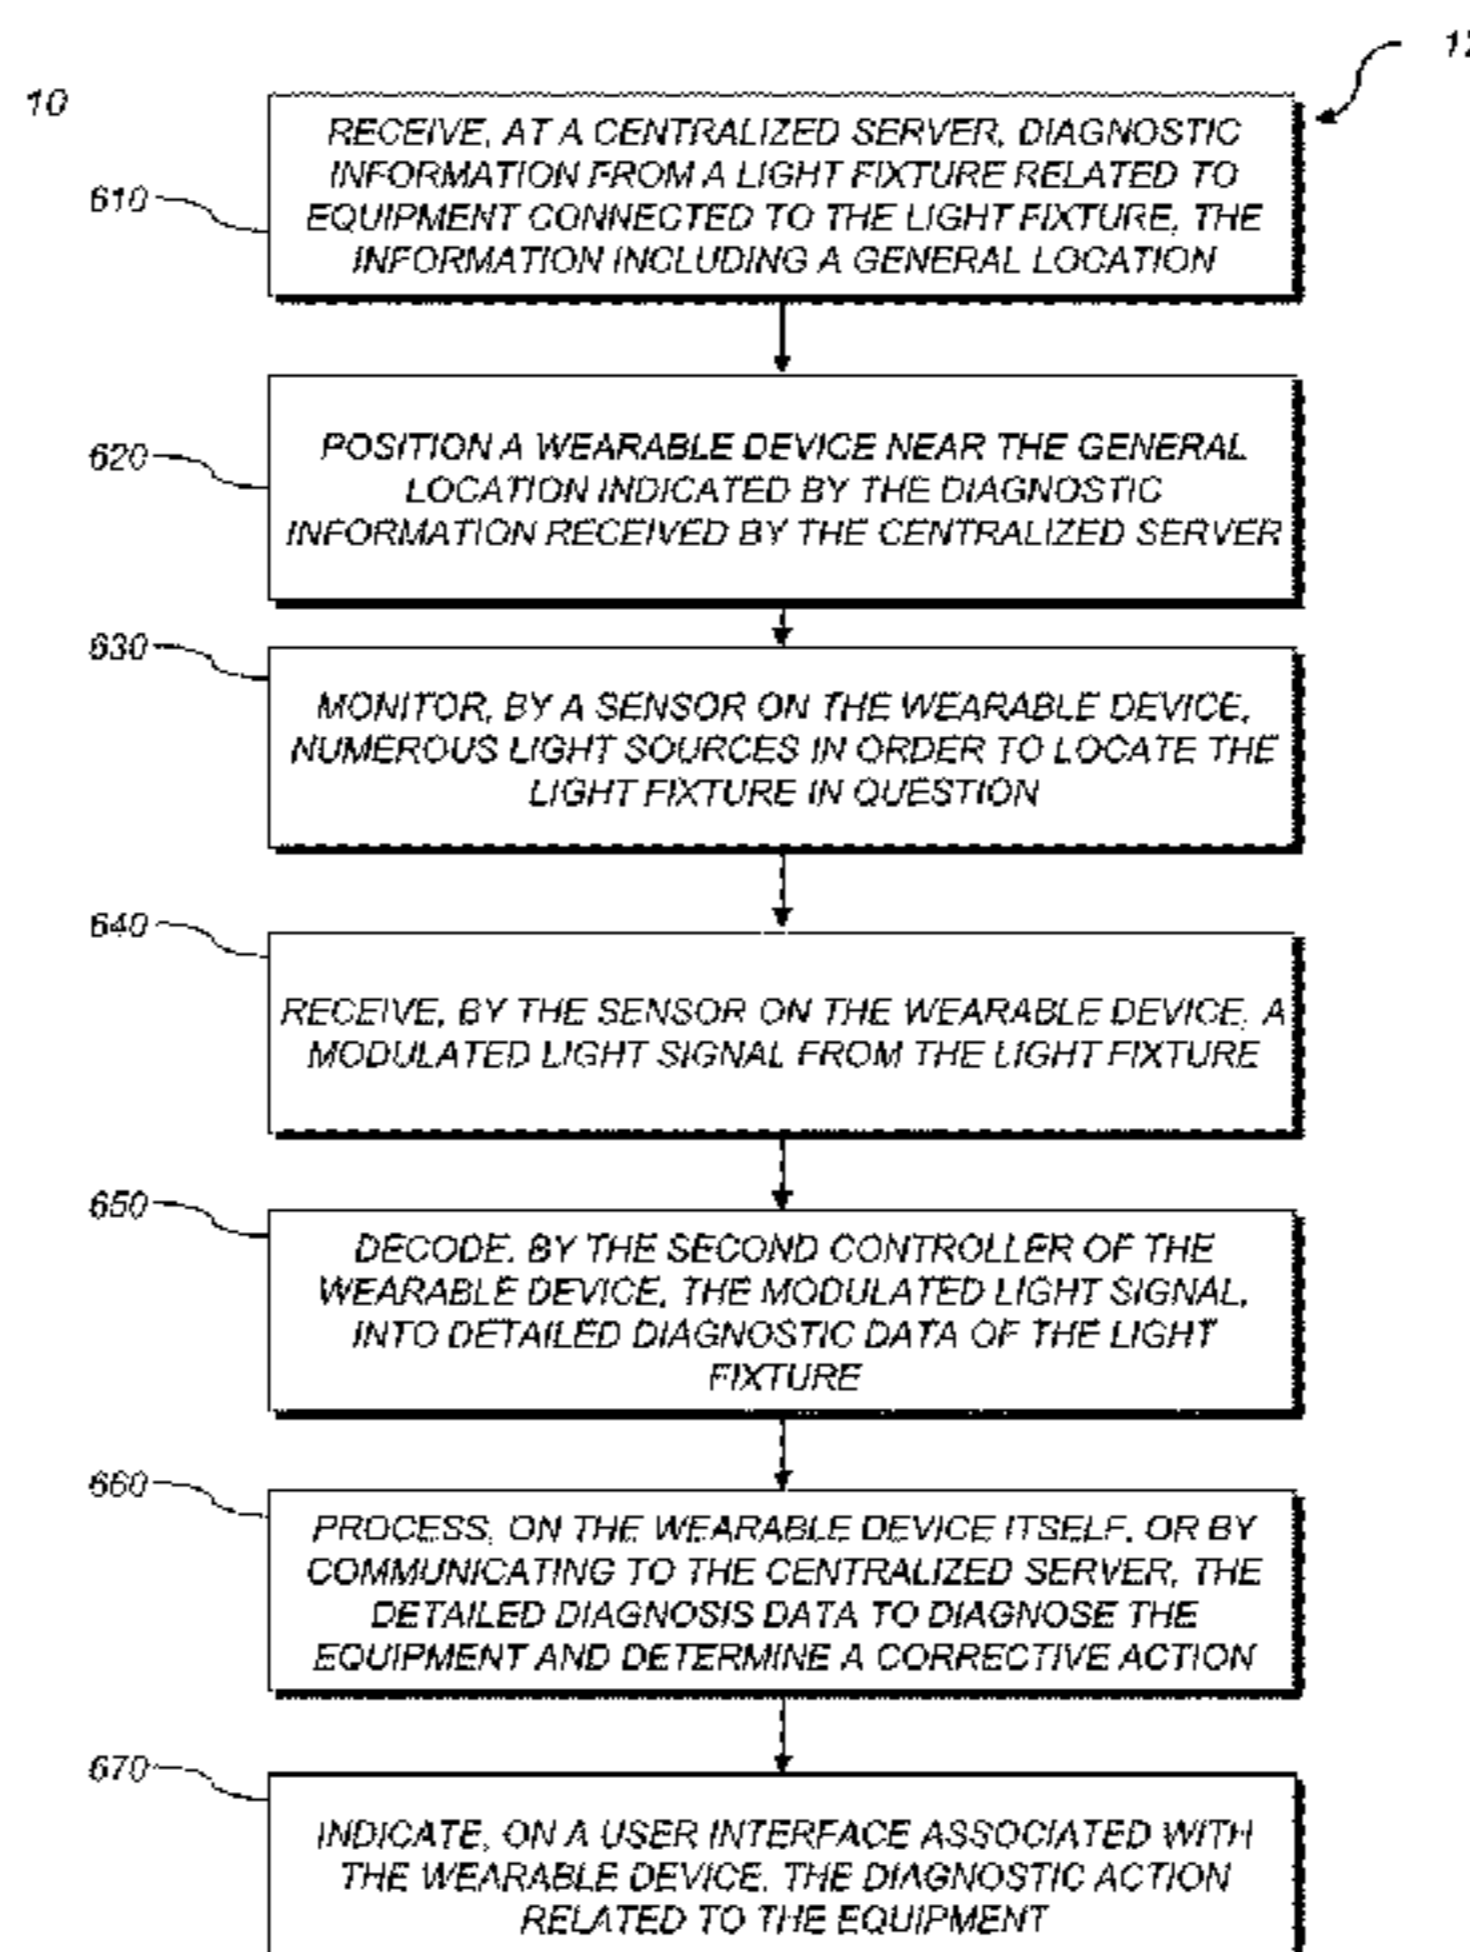 10
RECEIVE, AT A CENTRALIZED SERVER, DIAGNOSTIC
INFORMATION FROM A LIGHT FIXTURE RELATED TO
EQUIPMENT CONNECTED TO THE LIGHT FIXTURE, THE
INFORMATION INCLUDING A GENERAL LOCATION
610
POSITION A WEARABLE DEVICE NEAR THE GENERAL
LOCATION INDICATED BY THE DIAGNOSTIC
INFORMATION RECEIVED BY THE CENTRALIZED SERVER
620
630
MONITOR, BY A SENSOR ON THE WEARABLE DEVICE,
NUMEROUS LIGHT SOURCES IN ORDER TO LOCATE THE
LIGHT FIXTURE IN QUESTION
640
RECEIVE, BY THE SENSOR ON THE WEARABLE DEVICE, A
MODULATED LIGHT SIGNAL FROM THE LIGHT FIXTURE
650
DECODE, BY THE SECOND CONTROLLER OF THE
WEARABLE DEVICE, THE MODULATED LIGHT SIGNAL,
INTO DETAILED DIAGNOSTIC DATA OF THE LIGHT
FIXTURE
660
PROCESS, ON THE WEARABLE DEVICE ITSELF, OR BY
COMMUNICATING TO THE CENTRALIZED SERVER, THE
DETAILED DIAGNOSIS DATA TO DIAGNOSE THE
EQUIPMENT AND DETERMINE A CORRECTIVE ACTION
670
INDICATE, ON A USER INTERFACE ASSOCIATED WITH
THE WEARABLE DEVICE, THE DIAGNOSTIC ACTION
RELATED TO THE EQUIPMENT